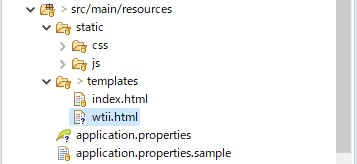 src/main/resources
static
css
js
templates
index.html
wtii.html
application.properties
application.properties.sample